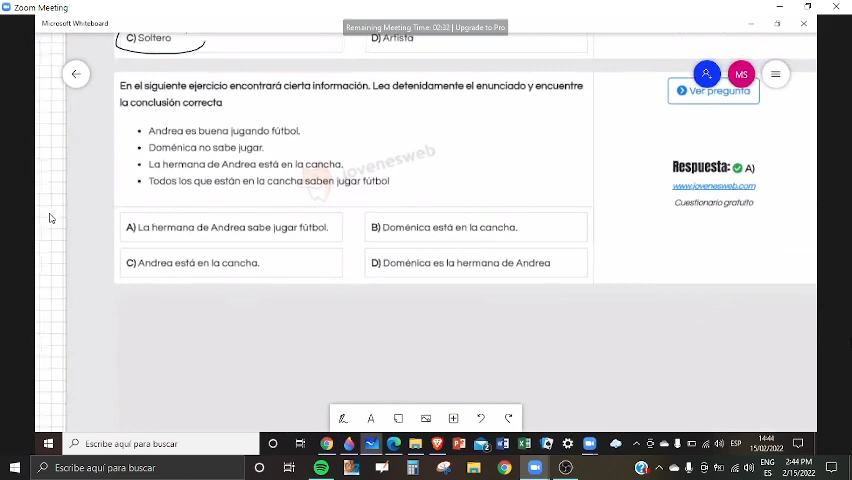 Zoom Meeting
Microsoft Whiteboard
Remaining Meeting Time: 02:32 | Upgrade to Pro
C) Soltero
D) Artista
MS
En el siguiente ejercicio encontrará cierta información. Lea detenidamente el enunciado y encuentre
la conclusión correcta
Ver pregunta
• Andrea es buena jugando fútbol.
• Doménica no sabe jugar.
• La hermana de Andrea está en la cancha.
• Todos los que están en la cancha saben jugar fútbol
jovenesweb
Respuesta: A)
www.jovenesweb.com
Cuestionario gratuito
A) La hermana de Andrea sabe jugar fútbol.
B) Doménica está en la cancha.
C) Andrea está en la cancha.
D) Doménica es la hermana de Andrea
A
Escribe aquí para buscar
ESP
14:44
15/02/2022
Escribe aquí para buscar
ENG
ES
2:44 PM
2/15/2022